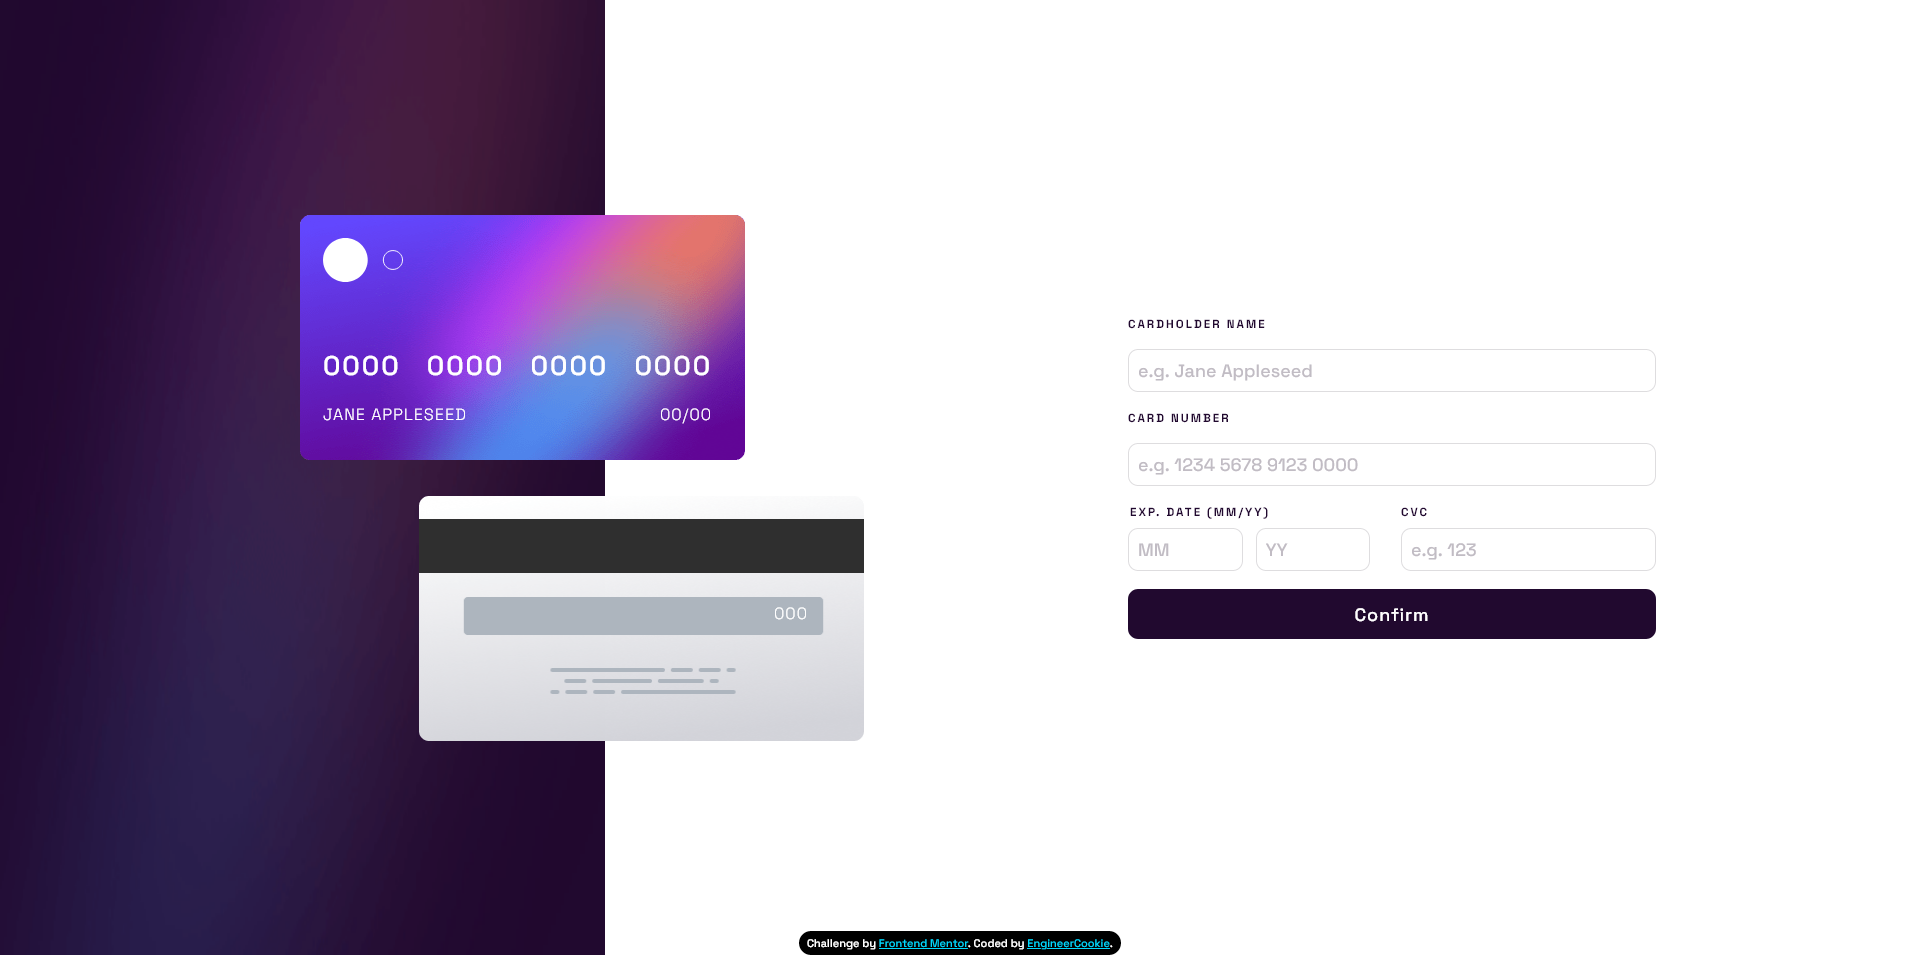 0000 0000 0000 0000
JANE APPLESEED 00/00
000
CARDHOLDER NAME
e.g. Jane Appleseed
CARD NUMBER
e.g. 1234 5678 9123 0000
EXP. DATE (MM/YY) CVC
MM YY e.g. 123
Confirm
Challenge by Frontend Mentor. Coded by EngineerCookie.